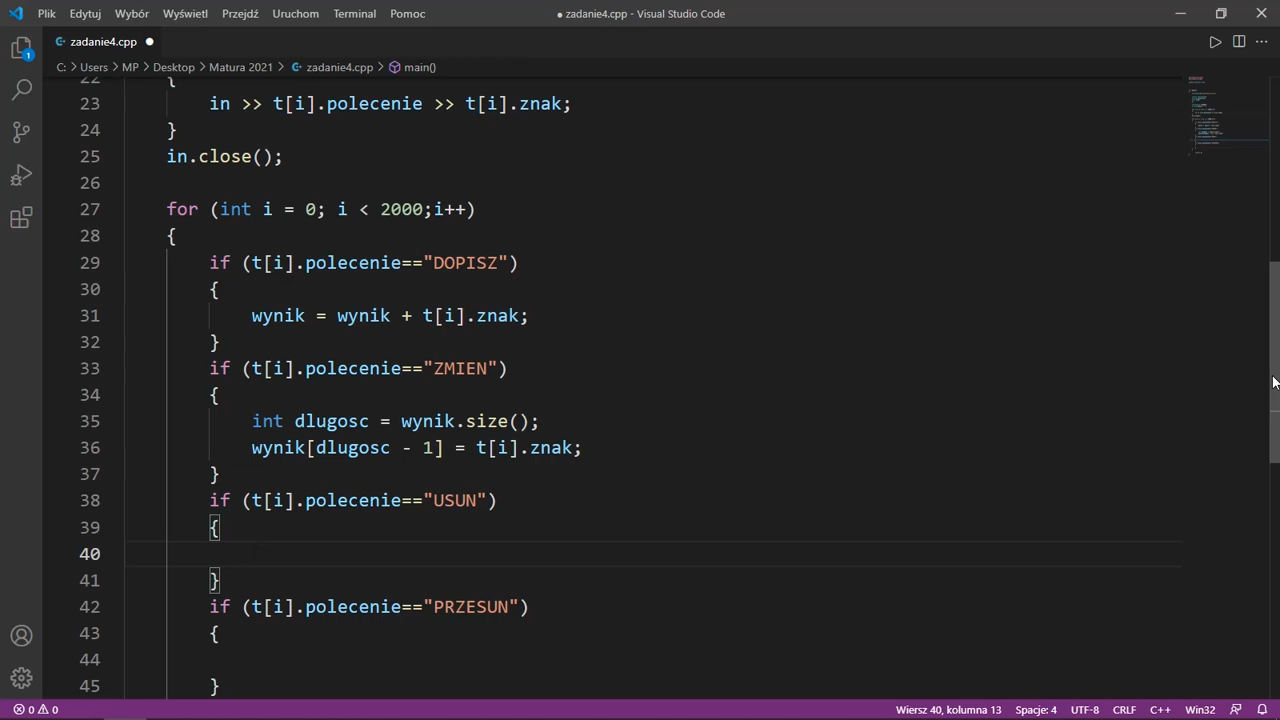 Plik Edytuj Wybór Wyświetl Przejdź Uruchom Terminal Pomoc ● zadanie4.cpp - Visual Studio Code
zadanie4.cpp ●
C: > Users > MP > Desktop > Matura 2021 > zadanie4.cpp > main()
22 {
23 in >> t[i].polecenie >> t[i].znak;
24 }
25 in.close();
26
27 for (int i = 0; i < 2000;i++)
28 {
29 if (t[i].polecenie=="DOPISZ")
30 {
31 wynik = wynik + t[i].znak;
32 }
33 if (t[i].polecenie=="ZMIEN")
34 {
35 int dlugosc = wynik.size();
36 wynik[dlugosc - 1] = t[i].znak;
37 }
38 if (t[i].polecenie=="USUN")
39 {
40
41 }
42 if (t[i].polecenie=="PRZESUN")
43 {
44
45 }
1
0 0 Wiersz 40, kolumna 13 Spacje: 4 UTF-8 CRLF C++ Win32